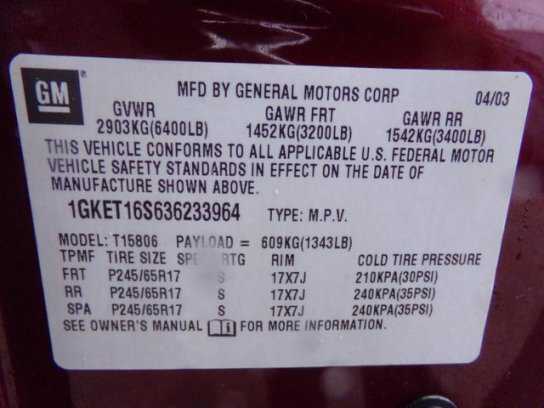 GM
MFD BY GENERAL MOTORS CORP 04/03
GVWR GAWR FRT GAWR RR
2903KG(6400LB) 1452KG(3200LB) 1542KG(3400LB)
THIS VEHICLE CONFORMS TO ALL APPLICABLE U.S. FEDERAL MOTOR
VEHICLE SAFETY STANDARDS IN EFFECT ON THE DATE OF
MANUFACTURE SHOWN ABOVE.
1GKET16S636233964 TYPE: M.P.V.
MODEL: T15806 PAYLOAD = 609KG(1343LB)
TPMF TIRE SIZE RTG RIM COLD TIRE PRESSURE
FRT P245/65R17 S 17X7J 210KPA(30PSI)
RR P245/65R17 S 17X7J 240KPA(35PSI)
SPA P245/65R17 S 17X7J 240KPA(35PSI)
SEE OWNER'S MANUAL FOR MORE INFORMATION